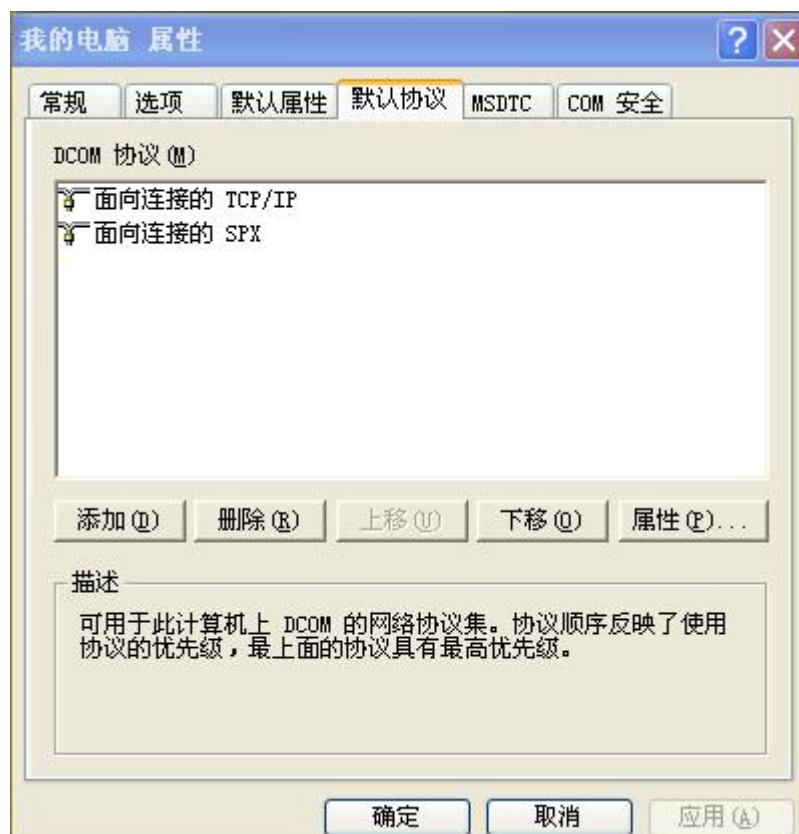 我的电脑 属性
常规 选项 默认属性 默认协议 MSDTC COM 安全
DCOM 协议(M)
面向连接的 TCP/IP
面向连接的 SPX
添加(D) 删除(R) 上移(U) 下移(O) 属性(P)...
描述
可用于此计算机上 DCOM 的网络协议集。协议顺序反映了使用
协议的优先级，最上面的协议具有最高优先级。
确定 取消 应用(A)